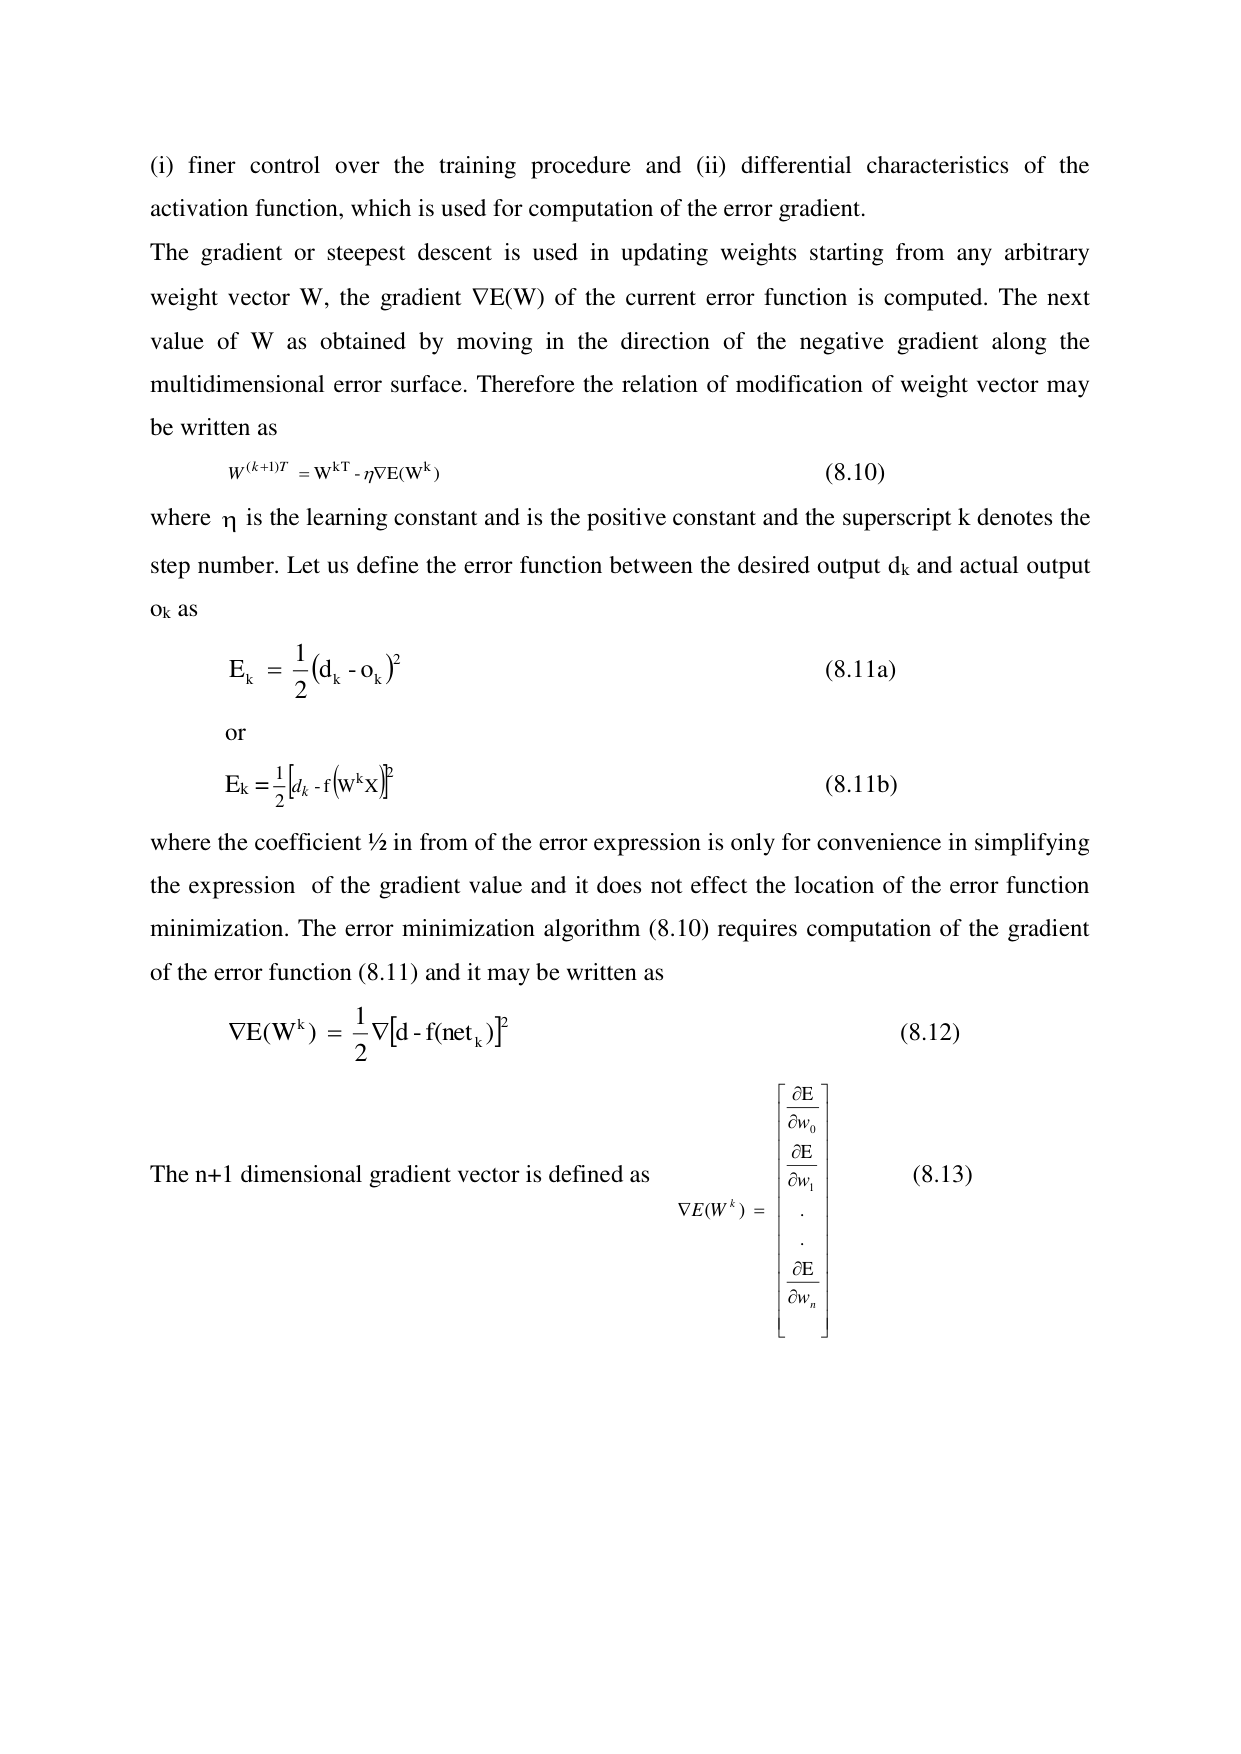 (i) finer control over the training procedure and (ii) differential characteristics of the
activation function, which is used for computation of the error gradient.
The gradient or steepest descent is used in updating weights starting from any arbitrary
weight vector W, the gradient ∇E(W) of the current error function is computed. The next
value of W as obtained by moving in the direction of the negative gradient along the
multidimensional error surface. Therefore the relation of modification of weight vector may
be written as
W^(k+1)T = W^kT - η∇E(W^k) (8.10)
where η is the learning constant and is the positive constant and the superscript k denotes the
step number. Let us define the error function between the desired output d_k and actual output
o_k as
E_k = 1/2 (d_k - o_k)^2 (8.11a)
or
E_k = 1/2 [d_k - f(W^k X)]^2 (8.11b)
where the coefficient ½ in from of the error expression is only for convenience in simplifying
the expression of the gradient value and it does not effect the location of the error function
minimization. The error minimization algorithm (8.10) requires computation of the gradient
of the error function (8.11) and it may be written as
∇E(W^k) = 1/2 ∇[d - f(net_k)]^2 (8.12)
The n+1 dimensional gradient vector is defined as ∇E(W^k) = [∂E/∂w_0 ∂E/∂w_1 . . ∂E/∂w_n] (8.13)